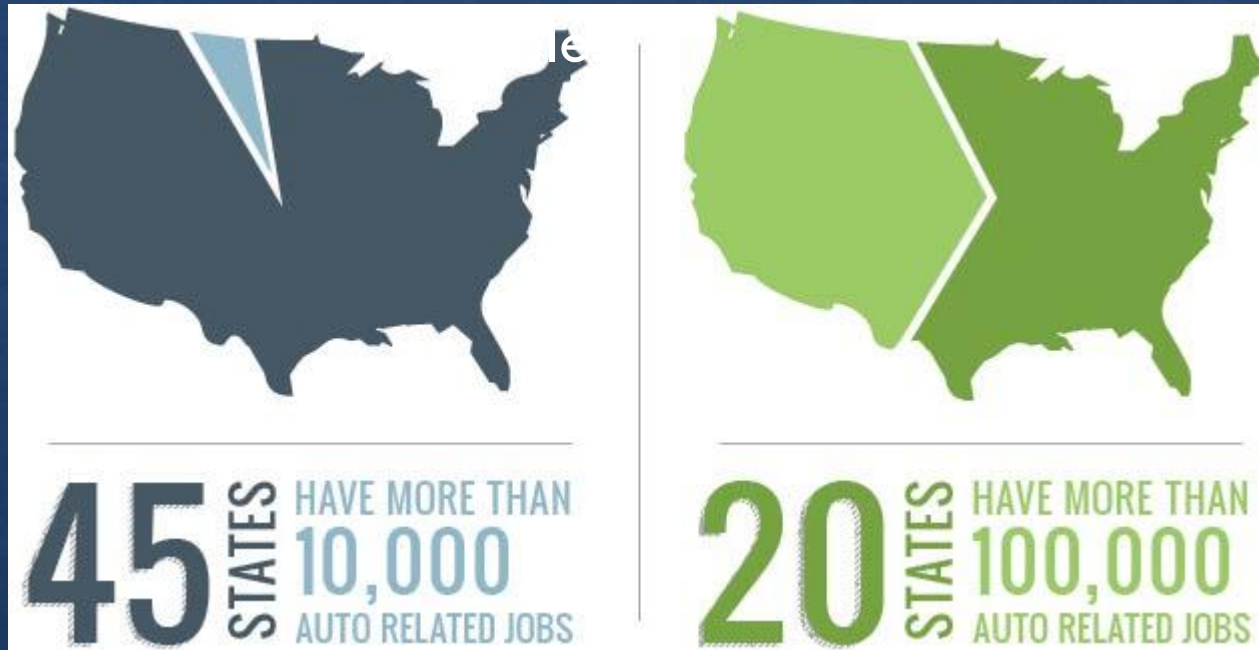 45
STATES
HAVE MORE THAN
10,000
AUTO RELATED JOBS
20
STATES
HAVE MORE THAN
100,000
AUTO RELATED JOBS